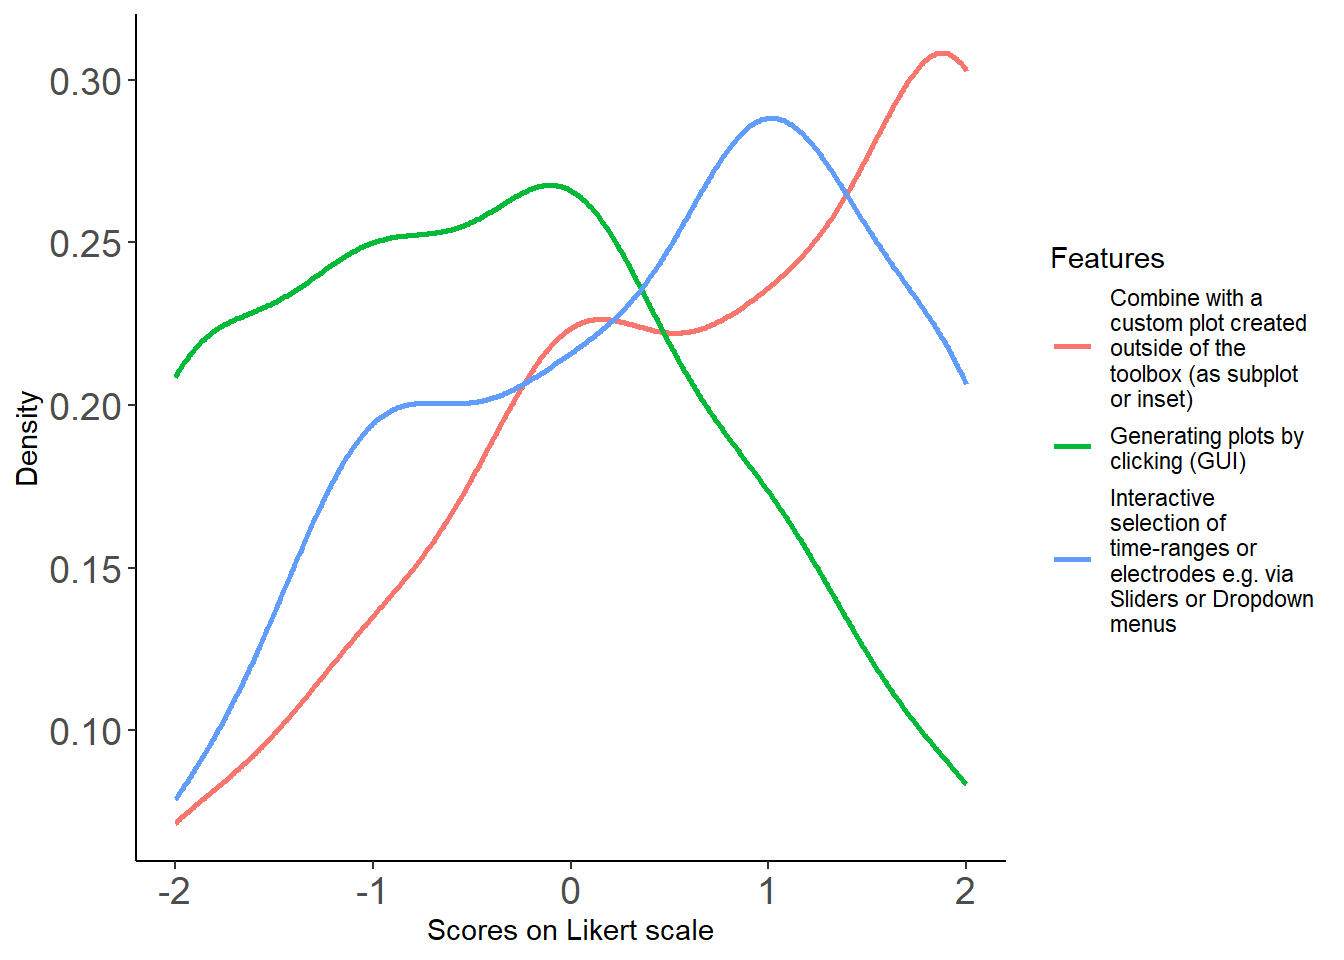 0.30
0.25
0.20
0.15
0.10
Density
-2
-1
0
1
2
Scores on Likert scale
Features
Combine with a
custom plot created
outside of the
toolbox (as subplot
or inset)
Generating plots by
clicking (GUI)
Interactive
selection of
time-ranges or
electrodes e.g. via
Sliders or Dropdown
menus